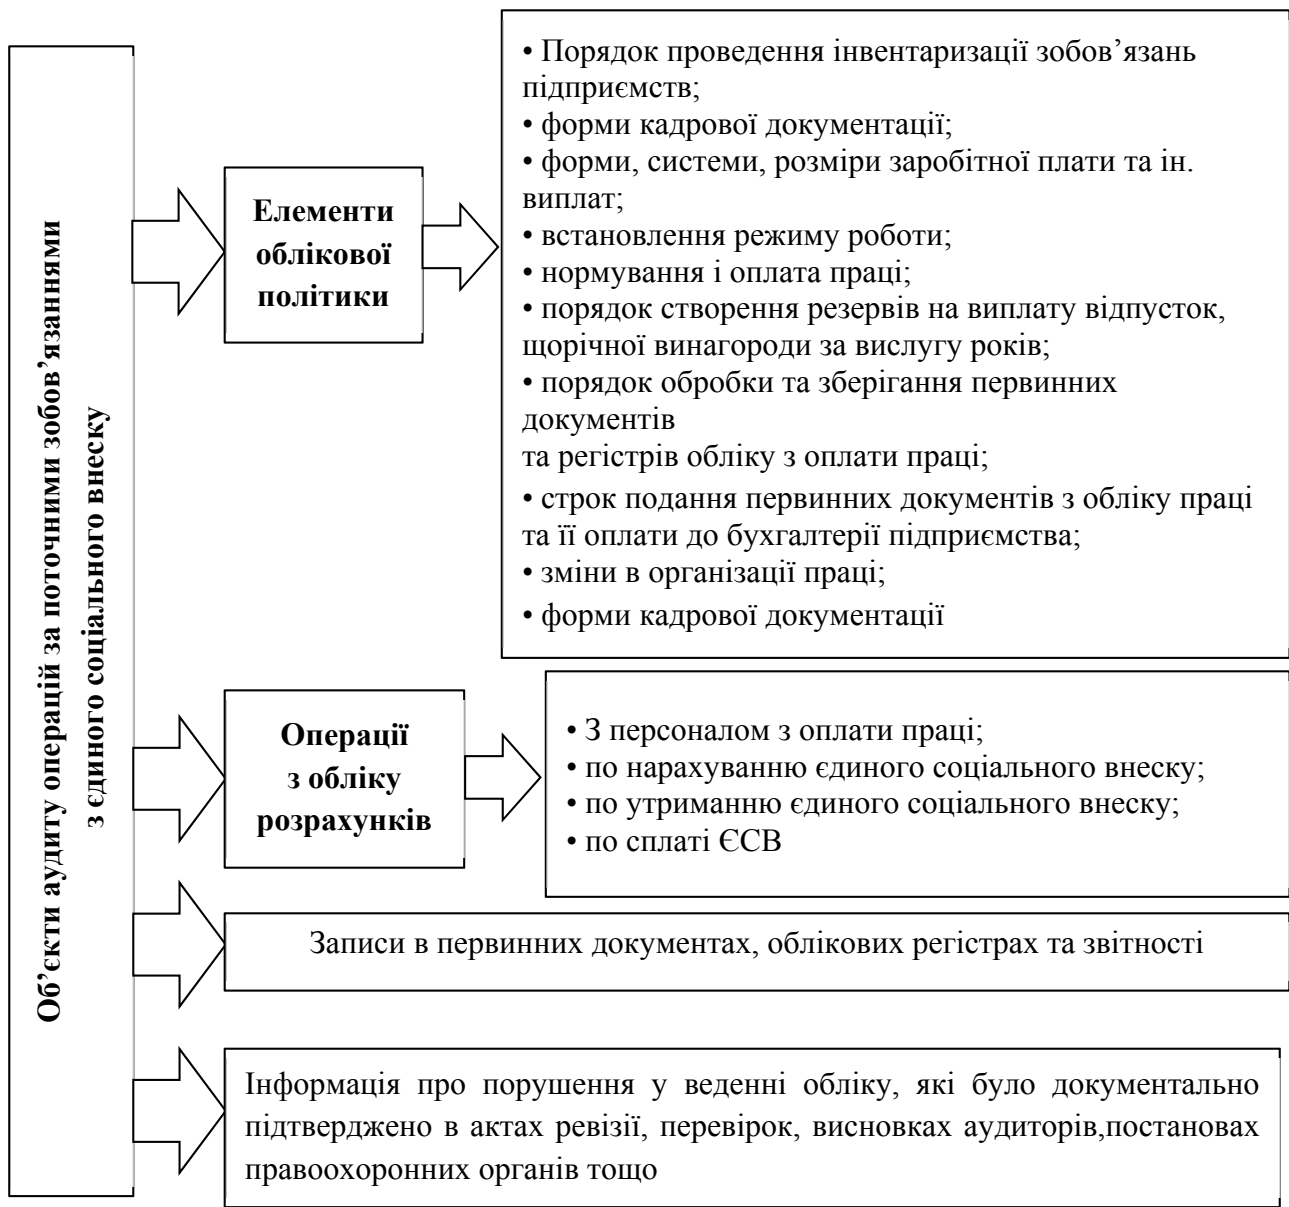 Об’єкти аудиту операцій за поточними зобов’язаннями
з єдиного соціального внеску
Елементи
облікової
політики
• Порядок проведення інвентаризації зобов’язань
підприємств;
• форми кадрової документації;
• форми, системи, розміри заробітної плати та ін.
виплат;
• встановлення режиму роботи;
• нормування і оплата праці;
• порядок створення резервів на виплату відпусток,
щорічної винагороди за вислугу років;
• порядок обробки та зберігання первинних
документів
та регістрів обліку з оплати праці;
• строк подання первинних документів з обліку праці
та її оплати до бухгалтерії підприємства;
• зміни в організації праці;
• форми кадрової документації
Операції
з обліку
розрахунків
• З персоналом з оплати праці;
• по нарахуванню єдиного соціального внеску;
• по утриманню єдиного соціального внеску;
• по сплаті ЄСВ
Записи в первинних документах, облікових регістрах та звітності
Інформація про порушення у веденні обліку, які було документально
підтверджено в актах ревізії, перевірок, висновках аудиторів,постановах
правоохоронних органів тощо